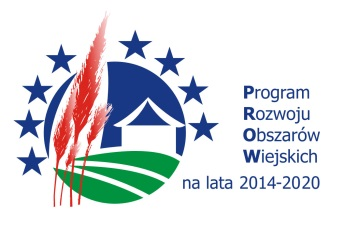 Program
Rozwoju
Obszarów
Wiejskich
na lata 2014-2020